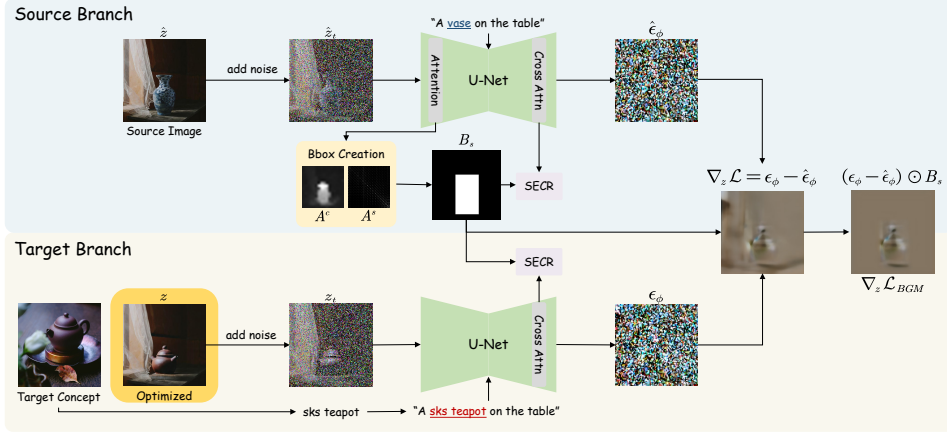 Source Branch
ẑ
Source Image
add noise
ẑ_t
"A vase on the table"
Attention
U-Net
Cross Attn
ε̂_ϕ
Bbox Creation
A^c
A^s
B_s
SECR
∇_z ℒ = ϵ_ϕ − ϵ̂_ϕ
(ϵ_ϕ − ϵ̂_ϕ) ⊙ B_s
∇_z ℒ_BGM
Target Branch
SECR
Target Concept
z
Optimized
add noise
z_t
U-Net
Cross Attn
ϵ_ϕ
sks teapot
"A sks teapot on the table"